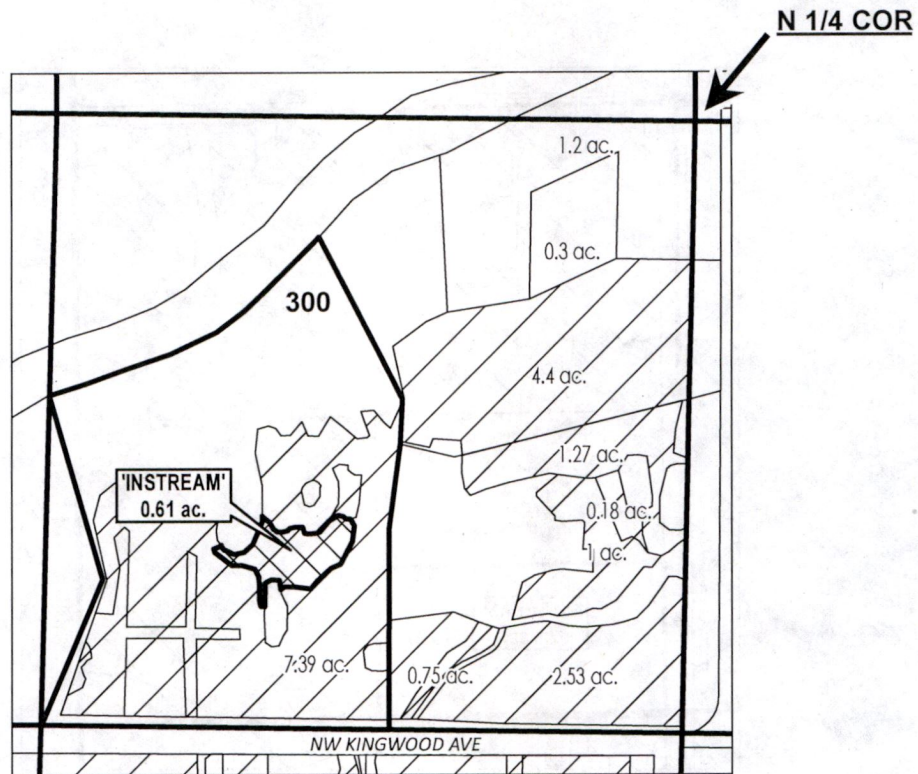 N 1/4 COR
1.2 ac.
0.3 ac.
300
4.4 ac.
1.27 ac.
'INSTREAM'
0.61 ac.
0.18 ac.
1 ac.
7.39 ac.
0.75 ac.
2.53 ac.
NW KINGWOOD AVE